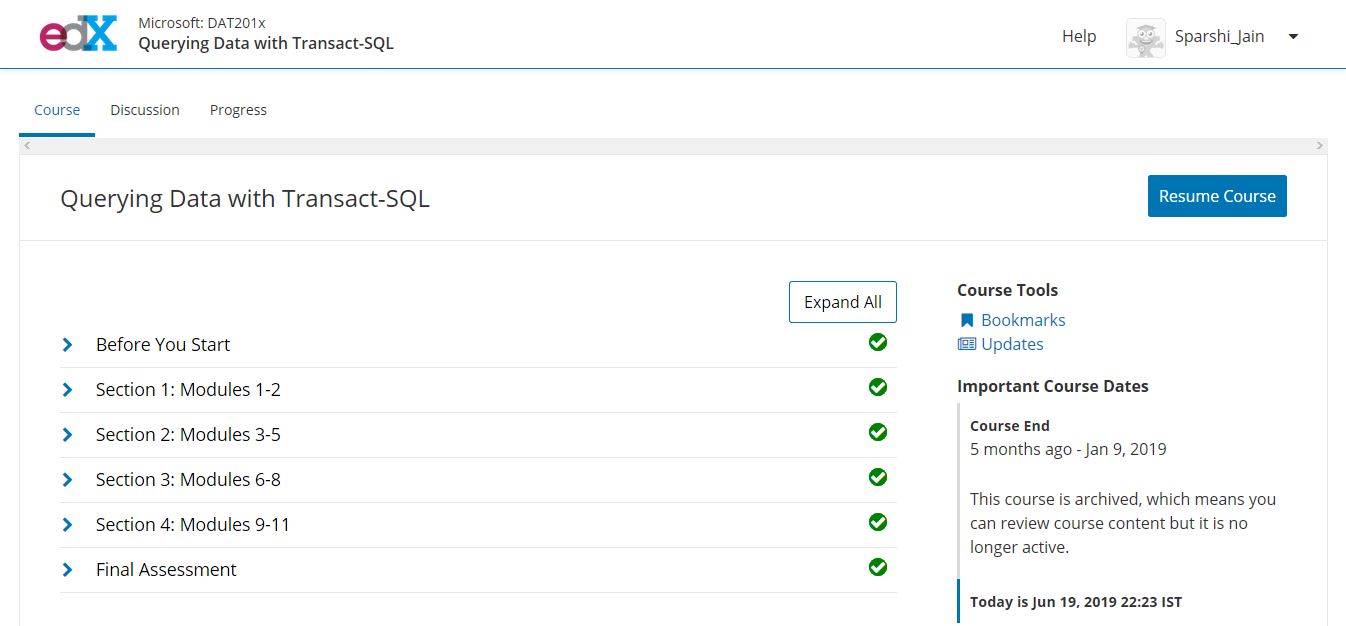 edX
Microsoft: DAT201x
Querying Data with Transact-SQL
Help
Sparshi_Jain
Course
Discussion
Progress
Querying Data with Transact-SQL
Resume Course
Expand All
Before You Start
Section 1: Modules 1-2
Section 2: Modules 3-5
Section 3: Modules 6-8
Section 4: Modules 9-11
Final Assessment
Course Tools
Bookmarks
Updates
Important Course Dates
Course End
5 months ago - Jan 9, 2019
This course is archived, which means you
can review course content but it is no
longer active.
Today is Jun 19, 2019 22:23 IST